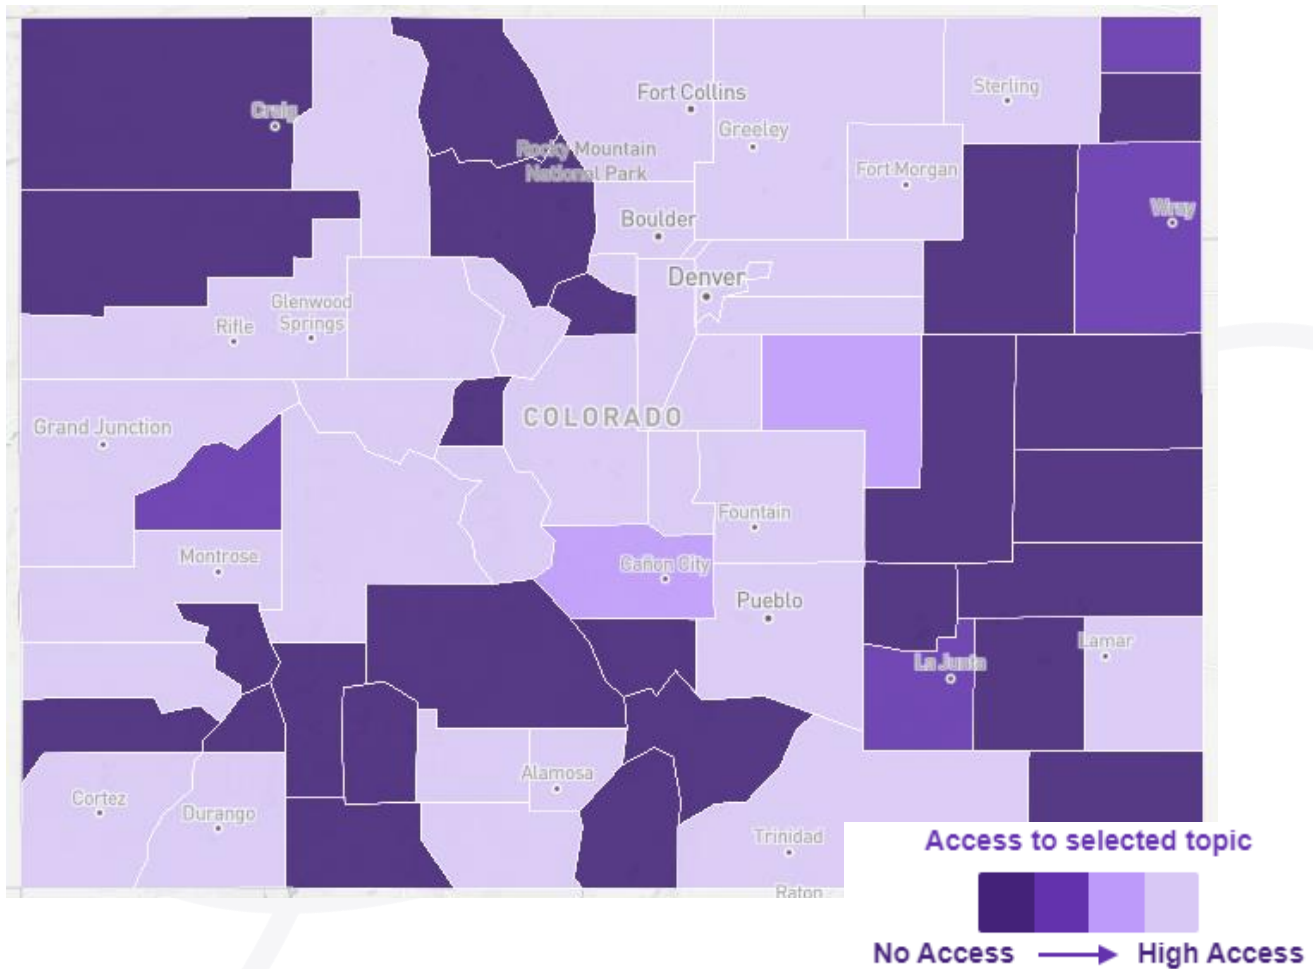 Fort Collins
Sterling
Craig
Greeley
Rocky Mountain
National Park
Fort Morgan
Wray
Boulder
Denver
Glenwood
Springs
Rifle
COLORADO
Grand Junction
Fountain
Montrose
Cañon City
Pueblo
Lamar
La Junta
Alamosa
Cortez
Durango
Trinidad
Raton
Access to selected topic
No Access High Access